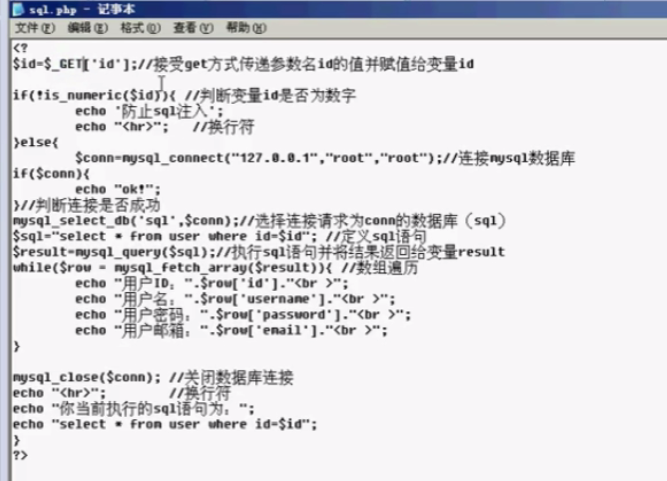 sql.php - 记事本
文件(F) 编辑(E) 格式(O) 查看(V) 帮助(H)
<?
$id=$_GET['id'];//接受get方式传递参数名id的值并赋值给变量id
if(!is_numeric($id)){ //判断变量id是否为数字
echo '防止sql注入';
echo "<hr>"; //换行符
}else{
$conn=mysql_connect("127.0.0.1","root","root");//连接mysql数据库
if($conn){
echo "ok!";
}//判断连接是否成功
mysql_select_db('sql',$conn);//选择连接请求为conn的数据库（sql）
$sql="select * from user where id=$id"; //定义sql语句
$result=mysql_query($sql);//执行sql语句并将结果返回给变量result
while($row = mysql_fetch_array($result)){ //数组遍历
echo "用户ID：".$row['id']."<br >";
echo "用户名：".$row['username']."<br >";
echo "用户密码：".$row['password']."<br >";
echo "用户邮箱：".$row['email']."<br >";
}
mysql_close($conn); //关闭数据库连接
echo "<hr>"; //换行符
echo "你当前执行的sql语句为：";
echo "select * from user where id=$id";
}
?>